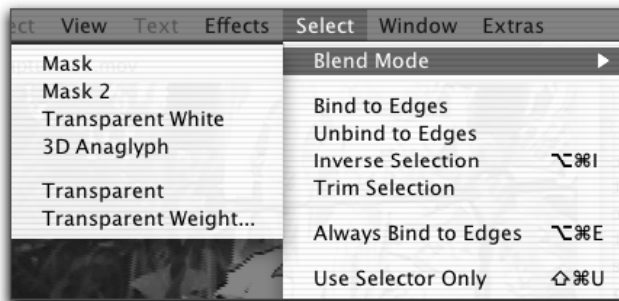 View Text Effects Select Window Extras
Blend Mode
Mask
Mask 2
Transparent White
3D Anaglyph
Transparent
Transparent Weight...
Bind to Edges
Unbind to Edges
Inverse Selection ⌥⌘I
Trim Selection
Always Bind to Edges ⌥⌘E
Use Selector Only ⇧⌘U